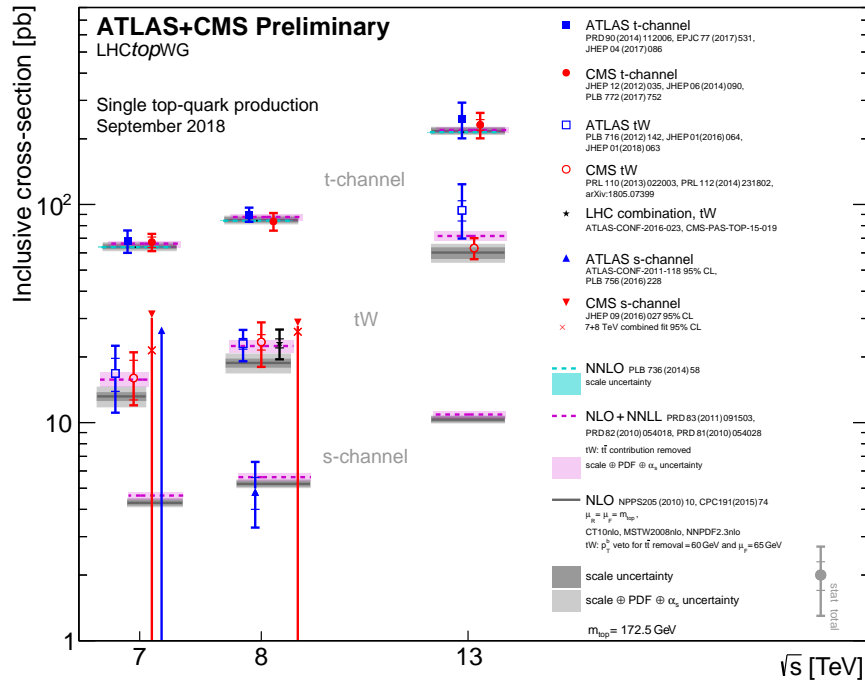 ATLAS+CMS Preliminary
LHCtopWG
Single top-quark production
September 2018
Inclusive cross-section [pb]
10²
10
1
7
8
13
√s [TeV]
t-channel
tW
s-channel
ATLAS t-channel
PRD 90 (2014) 112006, EPJC 77 (2017) 531,
JHEP 04 (2017) 086
CMS t-channel
JHEP 12 (2012) 035, JHEP 06 (2014) 090,
PLB 772 (2017) 752
ATLAS tW
PLB 716 (2012) 142, JHEP 01 (2016) 064,
JHEP 01 (2018) 063
CMS tW
PRL 110 (2013) 022003, PRL 112 (2014) 231802,
arXiv:1805.07399
LHC combination, tW
ATLAS-CONF-2016-023, CMS-PAS-TOP-15-019
ATLAS s-channel
ATLAS-CONF-2011-118 95% CL,
PLB 756 (2016) 228
CMS s-channel
JHEP 09 (2016) 027 95% CL
7+8 TeV combined fit 95% CL
NNLO PLB 736 (2014) 58
scale uncertainty
NLO + NNLL PRD 83 (2011) 091503,
PRD 82 (2010) 054018, PRD 81 (2010) 054028
tW: tt̄ contribution removed
scale ⊕ PDF ⊕ αs uncertainty
NLO NPPS205 (2010) 10, CPC191 (2015) 74
μR = μF = mtop,
CT10nlo, MSTW2008nlo, NNPDF2.3nlo
tW: pTb veto for tt̄ removal = 60 GeV and μF = 65 GeV
scale uncertainty
scale ⊕ PDF ⊕ αs uncertainty
mtop = 172.5 GeV
stat total